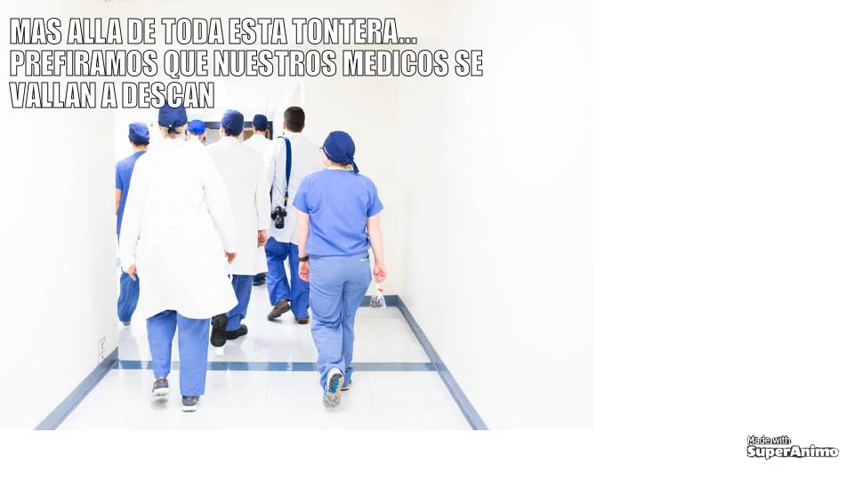 MAS ALLA DE TODA ESTA TONTERA...
PREFIRAMOS QUE NUESTROS MEDICOS SE
VALLAN A DESCAN
Made with
SuperAnimo